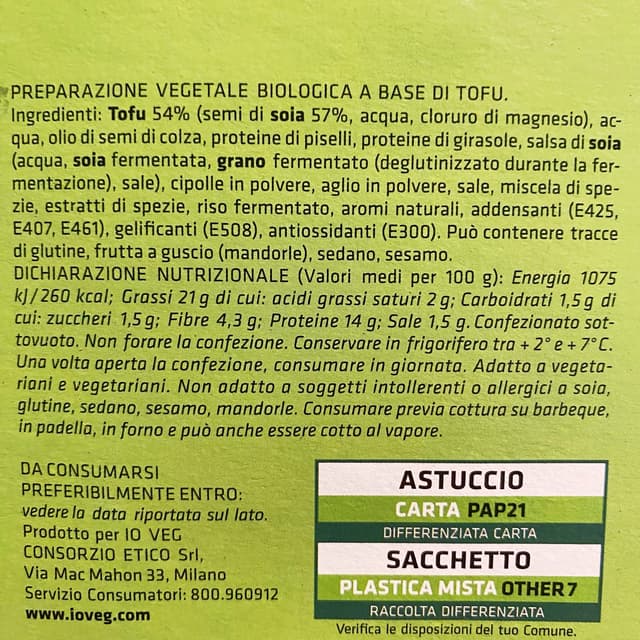 PREPARAZIONE VEGETALE BIOLOGICA A BASE DI TOFU.
Ingredienti: Tofu 54% (semi di soia 57%, acqua, cloruro di magnesio), ac-
qua, olio di semi di colza, proteine di piselli, proteine di girasole, salsa di soia
(acqua, soia fermentata, grano fermentato (deglutinizzato durante la fer-
mentazione), sale), cipolle in polvere, aglio in polvere, sale, miscela di spe-
zie, estratti di spezie, riso fermentato, aromi naturali, addensanti (E425,
E407, E461), gelificanti (E508), antiossidanti (E300). Può contenere tracce
di glutine, frutta a guscio (mandorle), sedano, sesamo.
DICHIARAZIONE NUTRIZIONALE (Valori medi per 100 g): Energia 1075
kJ/260 kcal; Grassi 21 g di cui: acidi grassi saturi 2 g; Carboidrati 1,5 g di
cui: zuccheri 1,5 g; Fibre 4,3 g; Proteine 14 g; Sale 1,5 g. Confezionato sot-
tovuoto. Non forare la confezione. Conservare in frigorifero tra + 2° e + 7° C.
Una volta aperta la confezione, consumare in giornata. Adatto a vegeta-
riani e vegetariani. Non adatto a soggetti intollerenti o allergici a soia,
glutine, sedano, sesamo, mandorle. Consumare previa cottura su barbeque,
in padella, in forno e può anche essere cotto al vapore.
DA CONSUMARSI
PREFERIBILMENTE ENTRO:
vedere la data riportata sul lato.
Prodotto per IO VEG
CONSORZIO ETICO Srl,
Via Mac Mahon 33, Milano
Servizio Consumatori: 800.960912
www.ioveg.com
ASTUCCIO
CARTA PAP21
DIFFERENZIATA CARTA
SACCHETTO
PLASTICA MISTA OTHER7
RACCOLTA DIFFERENZIATA
Verifica le disposizioni del tuo Comune.